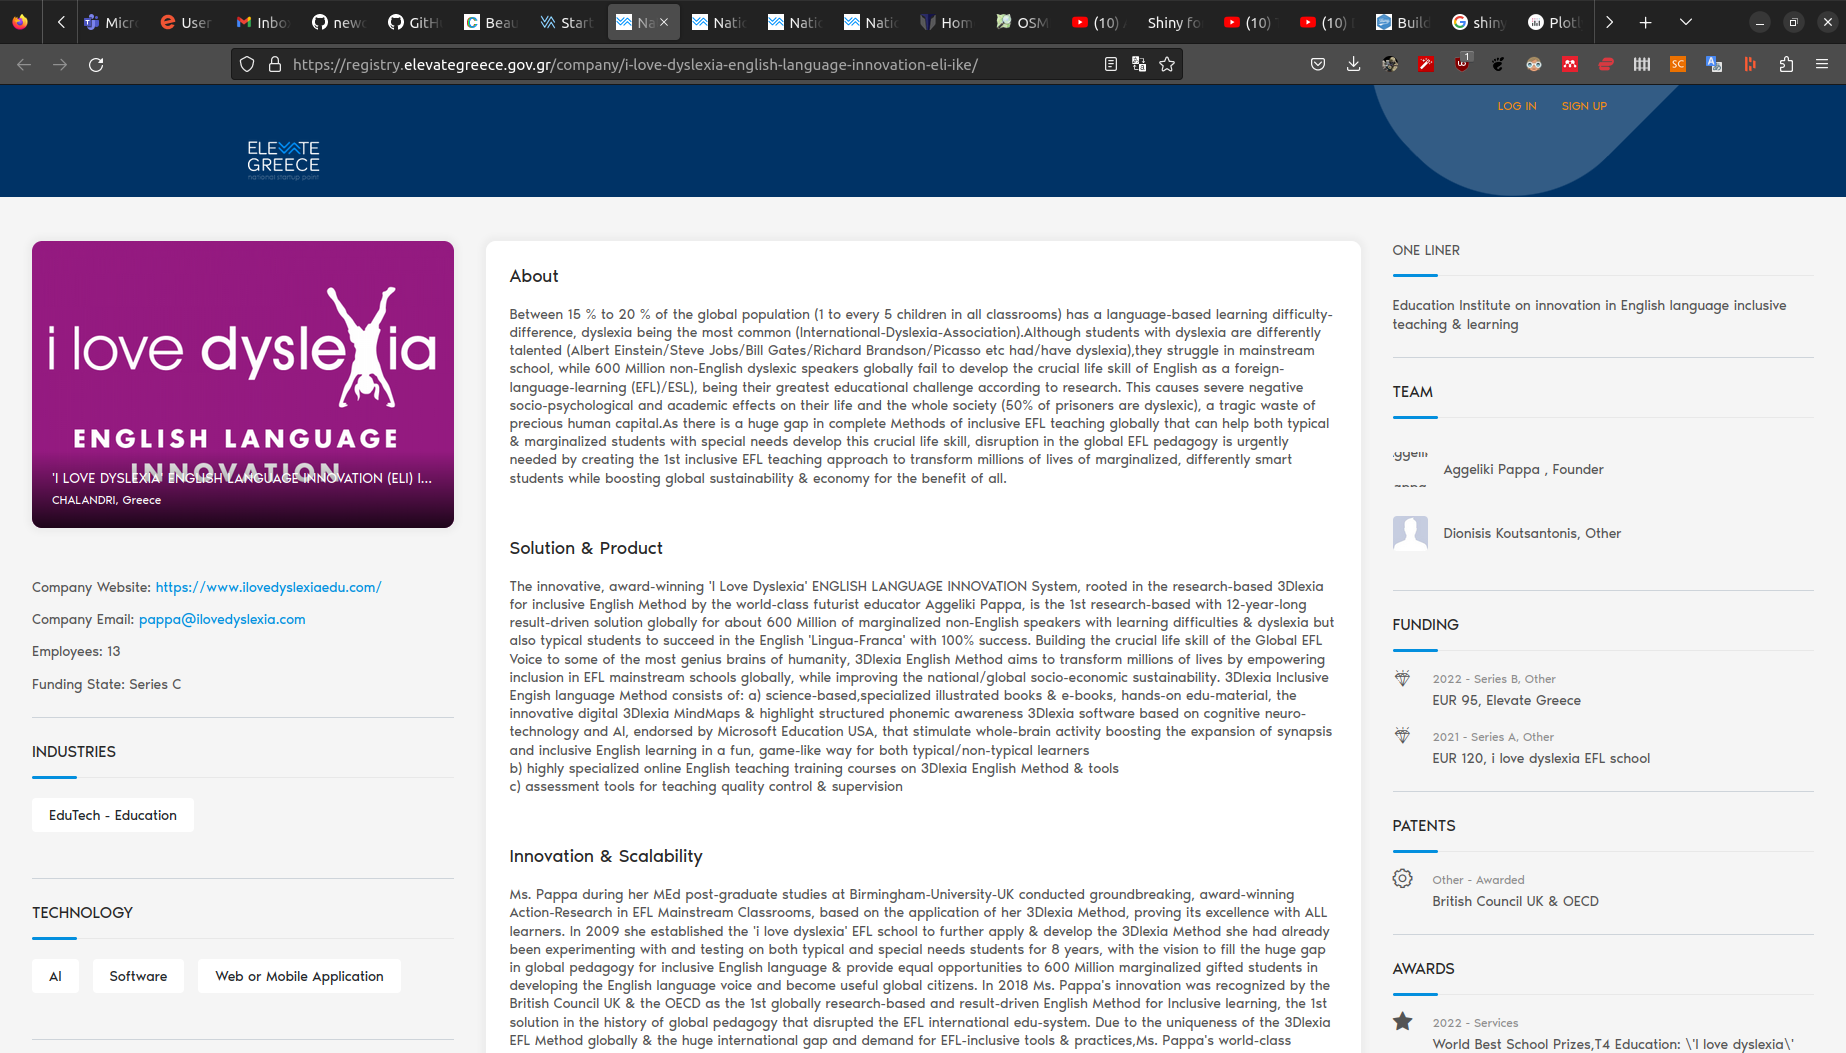 Micr
User
Inbo
new
GitH
Beau
Start
Na
Natio
Natio
Natio
Hom
OSM
(10)
Shiny fo
(10)
(10)
Build
shiny
Plotl
https://registry.elevategreece.gov.gr/company/i-love-dyslexia-english-language-innovation-eli-ike/
1
SC
LOG IN
SIGN UP
ELEVATE
GREECE
national startup point
i love dyslexia
ENGLISH LANGUAGE
INNOVATION
'I LOVE DYSLEXIA' ENGLISH LANGUAGE INNOVATION (ELI) I...
CHALANDRI, Greece
Company Website: https://www.ilovedyslexiaedu.com/
Company Email: pappa@ilovedyslexia.com
Employees: 13
Funding State: Series C
INDUSTRIES
EduTech - Education
TECHNOLOGY
AI
Software
Web or Mobile Application
About
Between 15 % to 20 % of the global population (1 to every 5 children in all classrooms) has a language-based learning difficulty-
difference, dyslexia being the most common (International-Dyslexia-Association).Although students with dyslexia are differently
talented (Albert Einstein/Steve Jobs/Bill Gates/Richard Brandson/Picasso etc had/have dyslexia),they struggle in mainstream
school, while 600 Million non-English dyslexic speakers globally fail to develop the crucial life skill of English as a foreign-
language-learning (EFL)/ESL), being their greatest educational challenge according to research. This causes severe negative
socio-psychological and academic effects on their life and the whole society (50% of prisoners are dyslexic), a tragic waste of
precious human capital.As there is a huge gap in complete Methods of inclusive EFL teaching globally that can help both typical
& marginalized students with special needs develop this crucial life skill, disruption in the global EFL pedagogy is urgently
needed by creating the 1st inclusive EFL teaching approach to transform millions of lives of marginalized, differently smart
students while boosting global sustainability & economy for the benefit of all.
Solution & Product
The innovative, award-winning 'I Love Dyslexia' ENGLISH LANGUAGE INNOVATION System, rooted in the research-based 3Dlexia
for inclusive English Method by the world-class futurist educator Aggeliki Pappa, is the 1st research-based with 12-year-long
result-driven solution globally for about 600 Million of marginalized non-English speakers with learning difficulties & dyslexia but
also typical students to succeed in the English 'Lingua-Franca' with 100% success. Building the crucial life skill of the Global EFL
Voice to some of the most genius brains of humanity, 3Dlexia English Method aims to transform millions of lives by empowering
inclusion in EFL mainstream schools globally, while improving the national/global socio-economic sustainability. 3Dlexia Inclusive
Engish language Method consists of: a) science-based,specialized illustrated books & e-books, hands-on edu-material, the
innovative digital 3Dlexia MindMaps & highlight structured phonemic awareness 3Dlexia software based on cognitive neuro-
technology and AI, endorsed by Microsoft Education USA, that stimulate whole-brain activity boosting the expansion of synapsis
and inclusive English learning in a fun, game-like way for both typical/non-typical learners
b) highly specialized online English teaching training courses on 3Dlexia English Method & tools
c) assessment tools for teaching quality control & supervision
Innovation & Scalability
Ms. Pappa during her MEd post-graduate studies at Birmingham-University-UK conducted groundbreaking, award-winning
Action-Research in EFL Mainstream Classrooms, based on the application of her 3Dlexia Method, proving its excellence with ALL
learners. In 2009 she established the 'i love dyslexia' EFL school to further apply & develop the 3Dlexia Method she had already
been experimenting with and testing on both typical and special needs students for 8 years, with the vision to fill the huge gap
in global pedagogy for inclusive English language & provide equal opportunities to 600 Million marginalized gifted students in
developing the English language voice and become useful global citizens. In 2018 Ms. Pappa's innovation was recognized by the
British Council UK & the OECD as the 1st globally research-based and result-driven English Method for Inclusive learning, the 1st
solution in the history of global pedagogy that disrupted the EFL international edu-system. Due to the uniqueness of the 3Dlexia
EFL Method globally & the huge international gap and demand for EFL-inclusive tools & practices,Ms. Pappa's world-class
ONE LINER
Education Institute on innovation in English language inclusive
teaching & learning
TEAM
Aggeliki Pappa , Founder
Dionisis Koutsantonis, Other
FUNDING
2022 - Series B, Other
EUR 95, Elevate Greece
2021 - Series A, Other
EUR 120, i love dyslexia EFL school
PATENTS
Other - Awarded
British Council UK & OECD
AWARDS
2022 - Services
World Best School Prizes,T4 Education: \'I love dyslexia\'